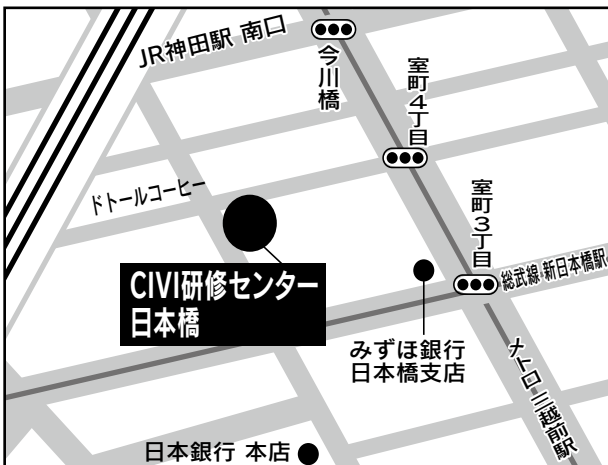 JR神田駅 南口
今川橋
室町4丁目
室町3丁目
ドトールコーヒー
CIVI研修センター
日本橋
総武線 新日本橋駅
みずほ銀行
日本橋支店
メトロ 三越前駅
日本銀行 本店